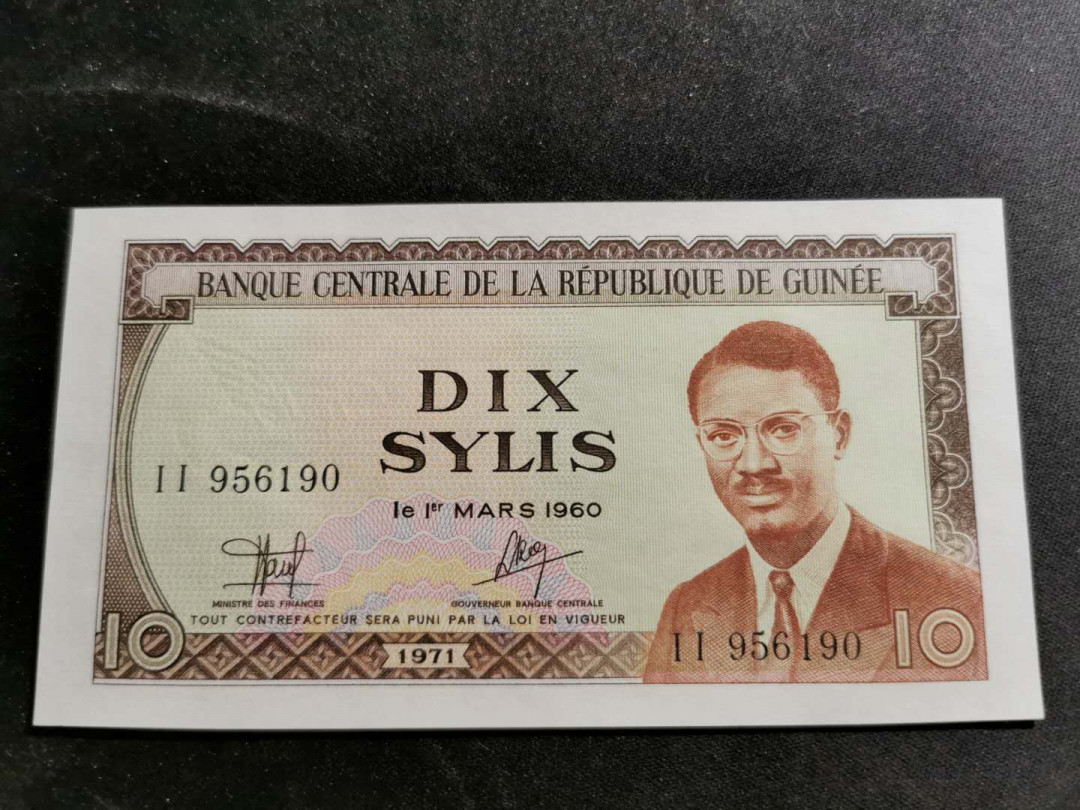 BANQUE CENTRALE DE LA RÉPUBLIQUE DE GUINÉE
DIX
SYLIS
II 956190
le 1er MARS 1960
MINISTRE DES FINANCES
GOUVERNEUR BANQUE CENTRALE
TOUT CONTREFACTEUR SERA PUNI PAR LA LOI EN VIGUEUR
10
1971
II 956190
10